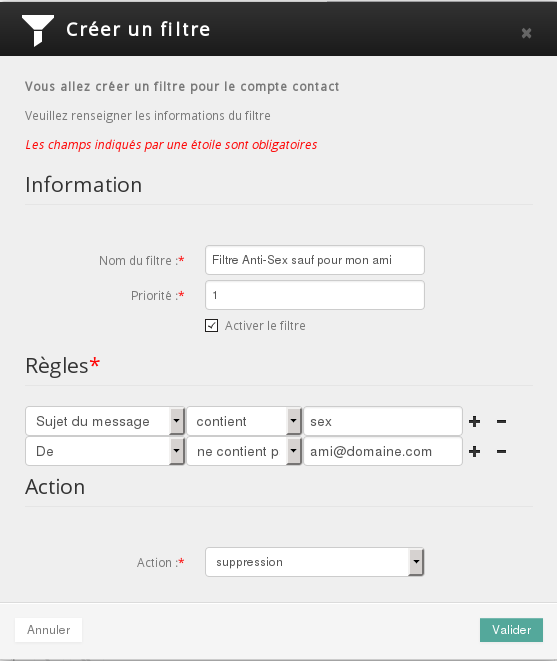 Créer un filtre
Vous allez créer un filtre pour le compte contact
Veuillez renseigner les informations du filtre
Les champs indiqués par une étoile sont obligatoires
Information
Nom du filtre :* Filtre Anti-Sex sauf pour mon ami
Priorité :* 1
Activer le filtre
Règles*
Sujet du message contient sex
De ne contient p ami@domaine.com
Action
Action :* suppression
Annuler Valider